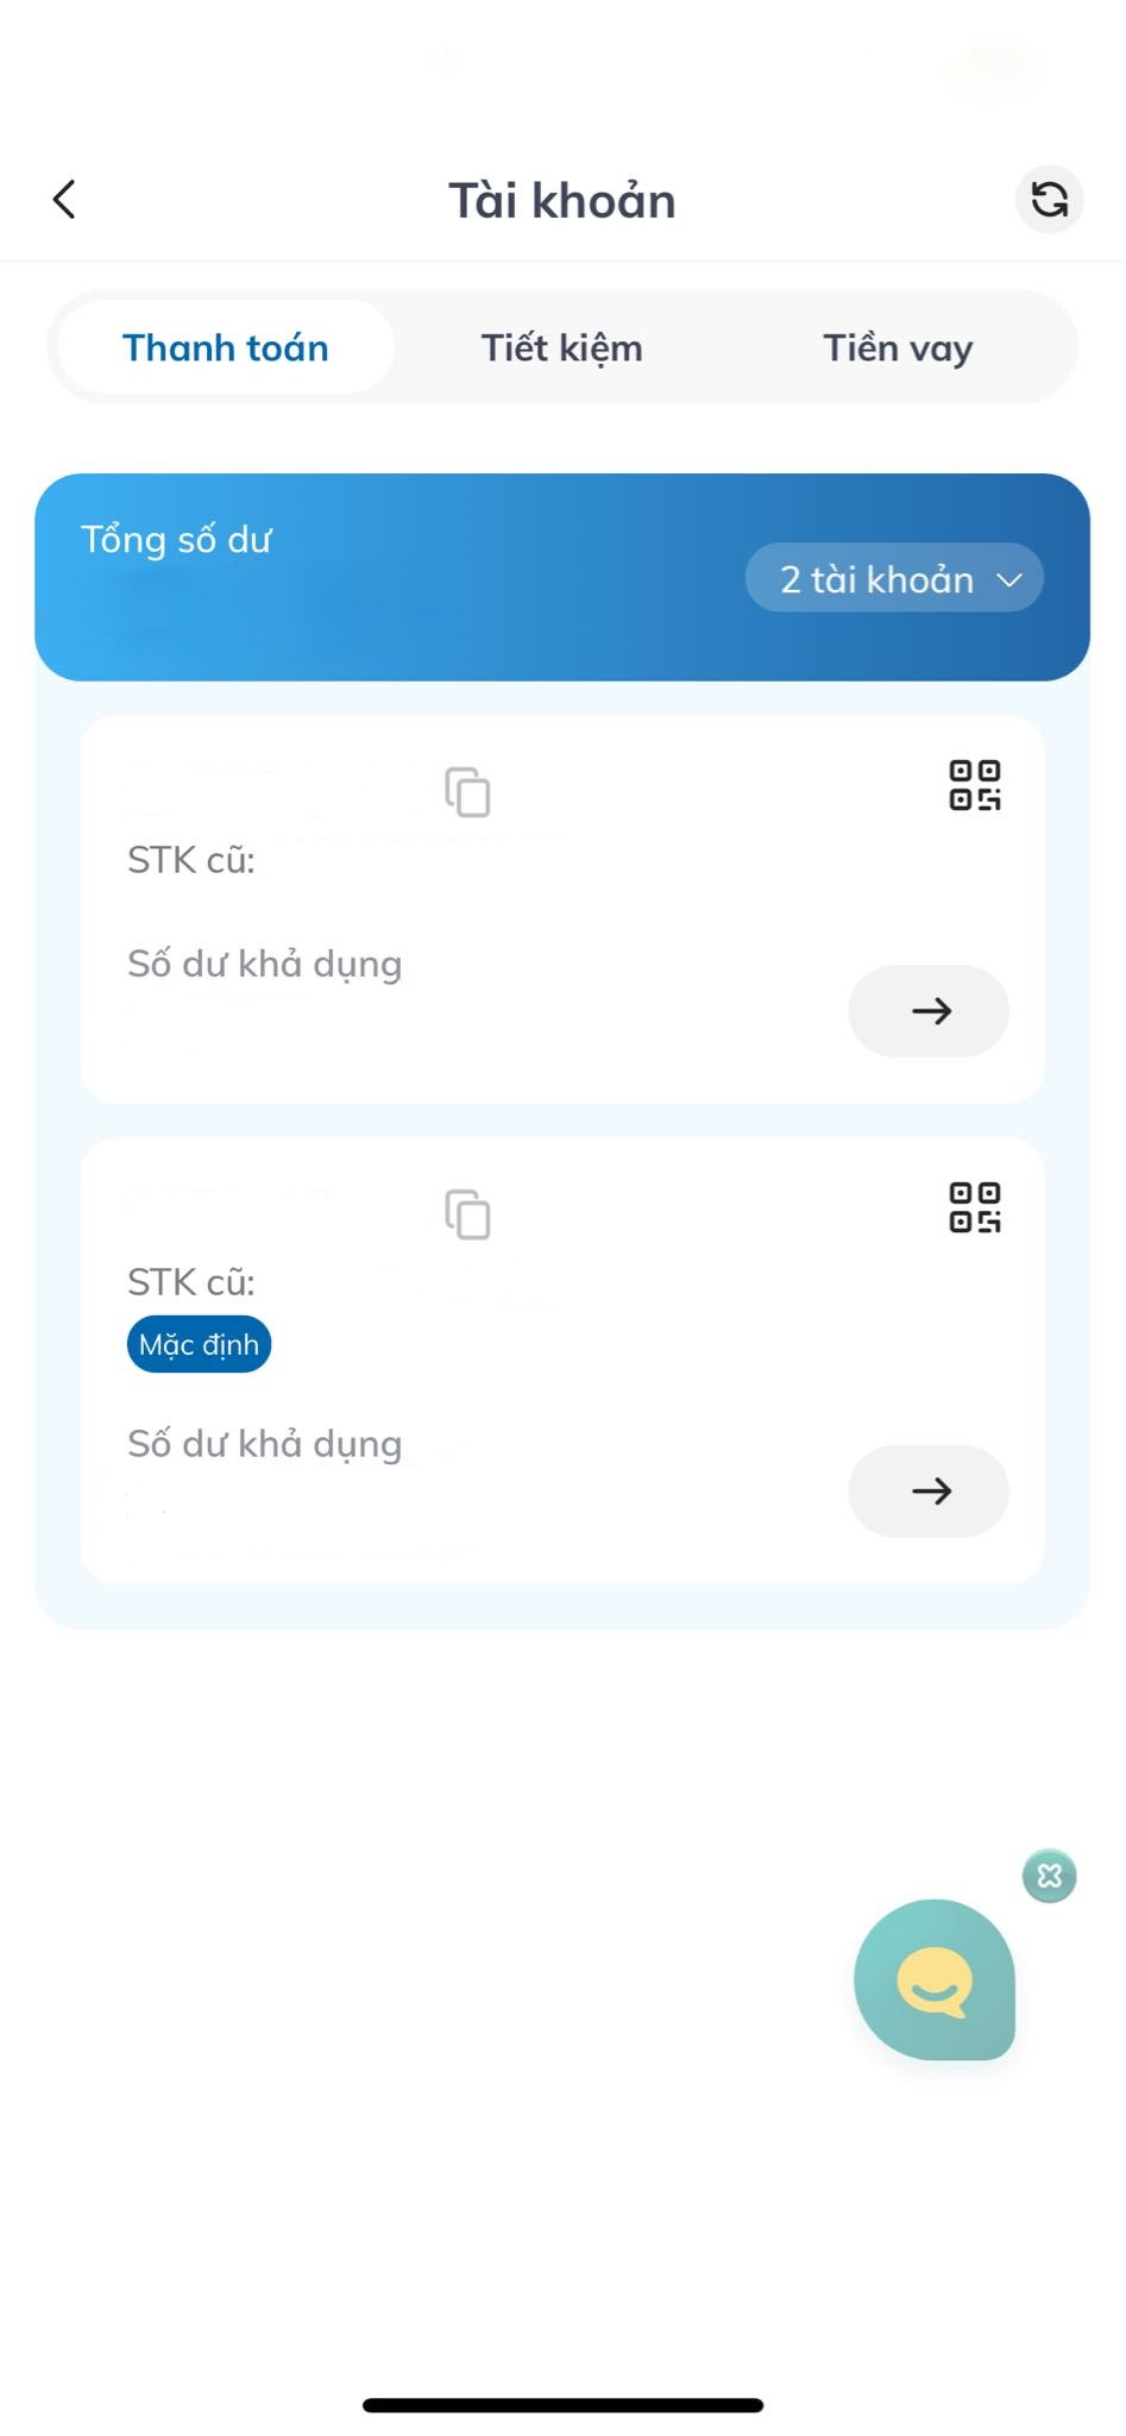 Tài khoản
Thanh toán
Tiết kiệm
Tiền vay
Tổng số dư
2 tài khoản
STK cũ:
Số dư khả dụng
STK cũ:
Mặc định
Số dư khả dụng